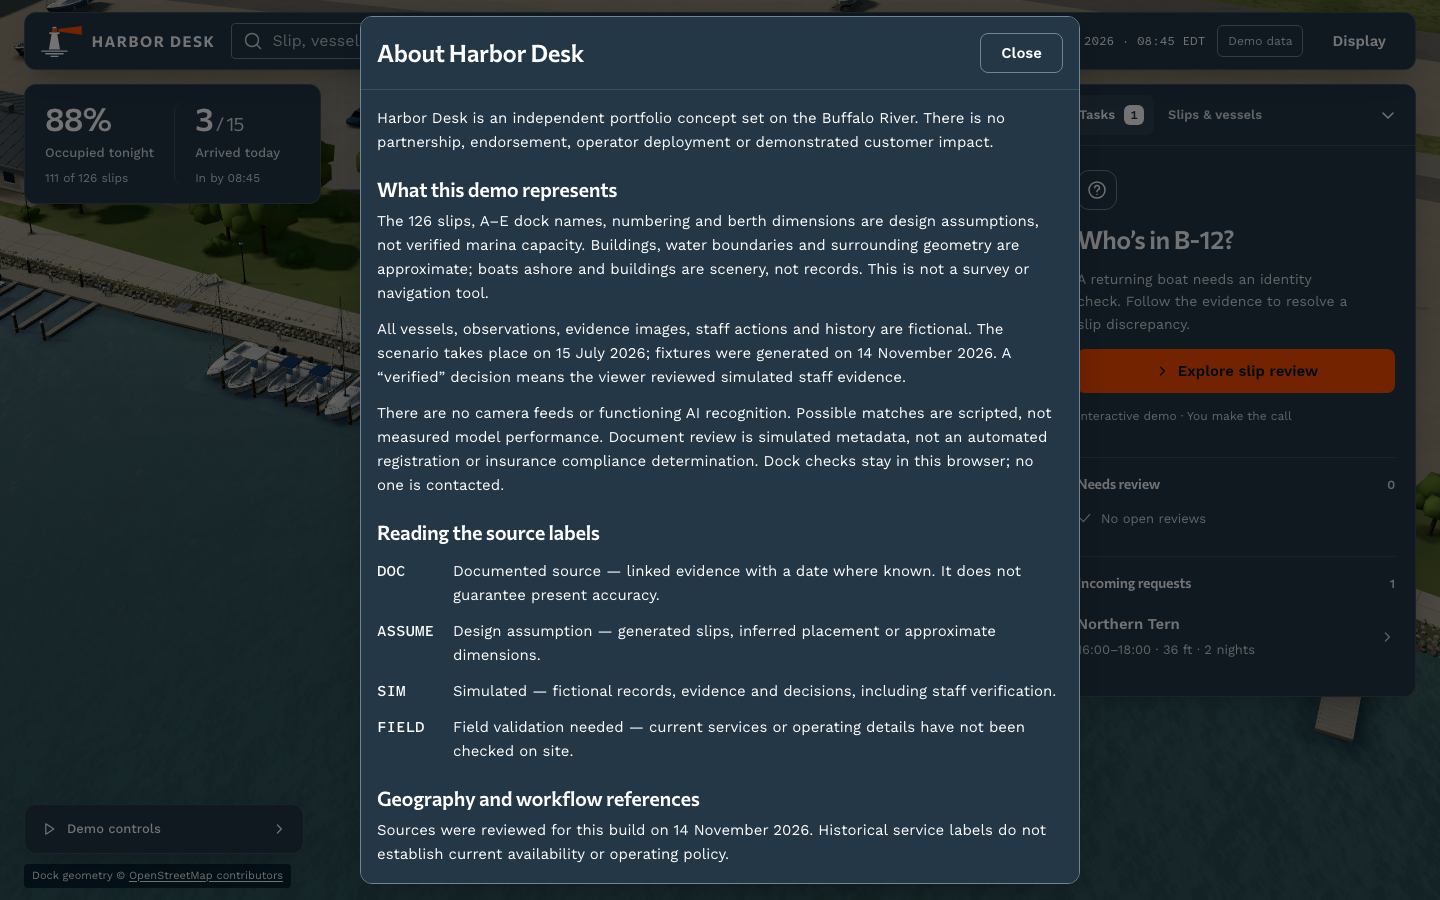 HARBOR DESK
Slip, vessel
2026 · 08:45 EDT
Demo data
Display
88%
Occupied tonight
111 of 126 slips
3 / 15
Arrived today
In by 08:45
About Harbor Desk
Close
Harbor Desk is an independent portfolio concept set on the Buffalo River. There is no
partnership, endorsement, operator deployment or demonstrated customer impact.
What this demo represents
The 126 slips, A–E dock names, numbering and berth dimensions are design assumptions,
not verified marina capacity. Buildings, water boundaries and surrounding geometry are
approximate; boats ashore and buildings are scenery, not records. This is not a survey or
navigation tool.
All vessels, observations, evidence images, staff actions and history are fictional. The
scenario takes place on 15 July 2026; fixtures were generated on 14 November 2026. A
“verified” decision means the viewer reviewed simulated staff evidence.
There are no camera feeds or functioning AI recognition. Possible matches are scripted, not
measured model performance. Document review is simulated metadata, not an automated
registration or insurance compliance determination. Dock checks stay in this browser; no
one is contacted.
Reading the source labels
DOC Documented source — linked evidence with a date where known. It does not
guarantee present accuracy.
ASSUME Design assumption — generated slips, inferred placement or approximate
dimensions.
SIM Simulated — fictional records, evidence and decisions, including staff verification.
FIELD Field validation needed — current services or operating details have not been
checked on site.
Geography and workflow references
Sources were reviewed for this build on 14 November 2026. Historical service labels do not
establish current availability or operating policy.
Tasks 1
Slips & vessels
Who’s in B-12?
A returning boat needs an identity
check. Follow the evidence to resolve a
slip discrepancy.
Explore slip review
Interactive demo · You make the call
Needs review 0
No open reviews
Incoming requests 1
Northern Tern
16:00–18:00 · 36 ft · 2 nights
Demo controls
Dock geometry © OpenStreetMap contributors